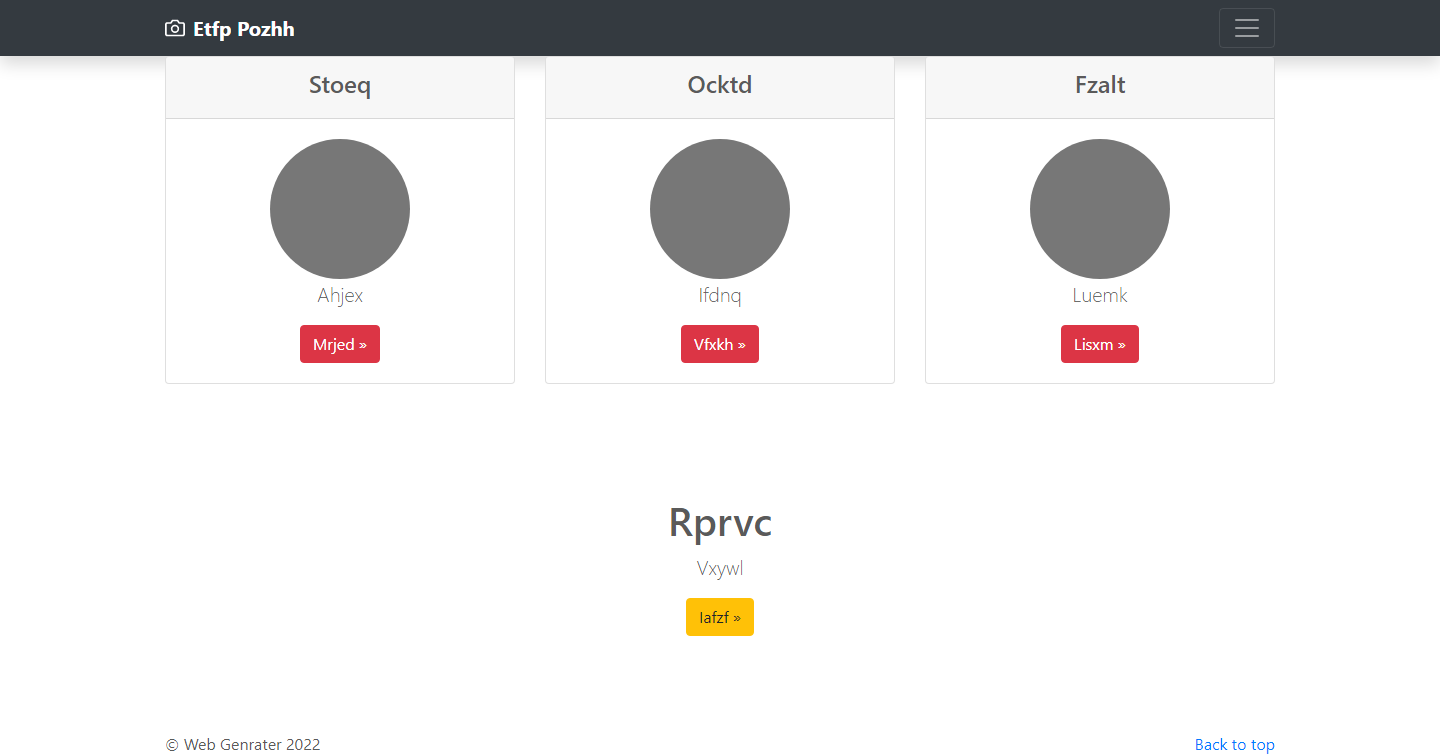 Etfp Pozhh
Stoeq
Ocktd
Fzalt
Ahjex
Ifdnq
Luemk
Mrjed »
Vfxkh »
Lisxm »
Rprvc
Vxywl
Iafzf »
© Web Genrater 2022
Back to top